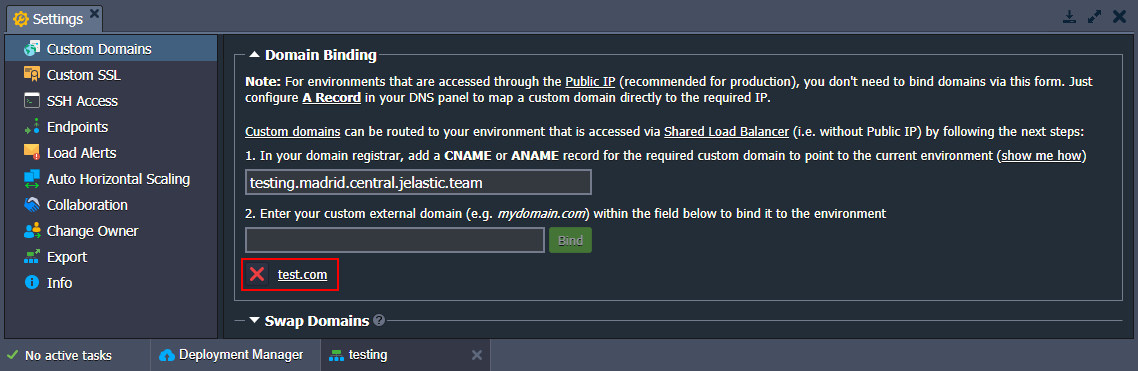 Settings
Custom Domains
Custom SSL
SSH Access
Endpoints
Load Alerts
Auto Horizontal Scaling
Collaboration
Change Owner
Export
Info
Domain Binding
Note: For environments that are accessed through the Public IP (recommended for production), you don't need to bind domains via this form. Just
configure A Record in your DNS panel to map a custom domain directly to the required IP.
Custom domains can be routed to your environment that is accessed via Shared Load Balancer (i.e. without Public IP) by following the next steps:
1. In your domain registrar, add a CNAME or ANAME record for the required custom domain to point to the current environment (show me how)
testing.madrid.central.jelastic.team
2. Enter your custom external domain (e.g. mydomain.com) within the field below to bind it to the environment
Bind
test.com
Swap Domains ?
No active tasks
Deployment Manager
testing